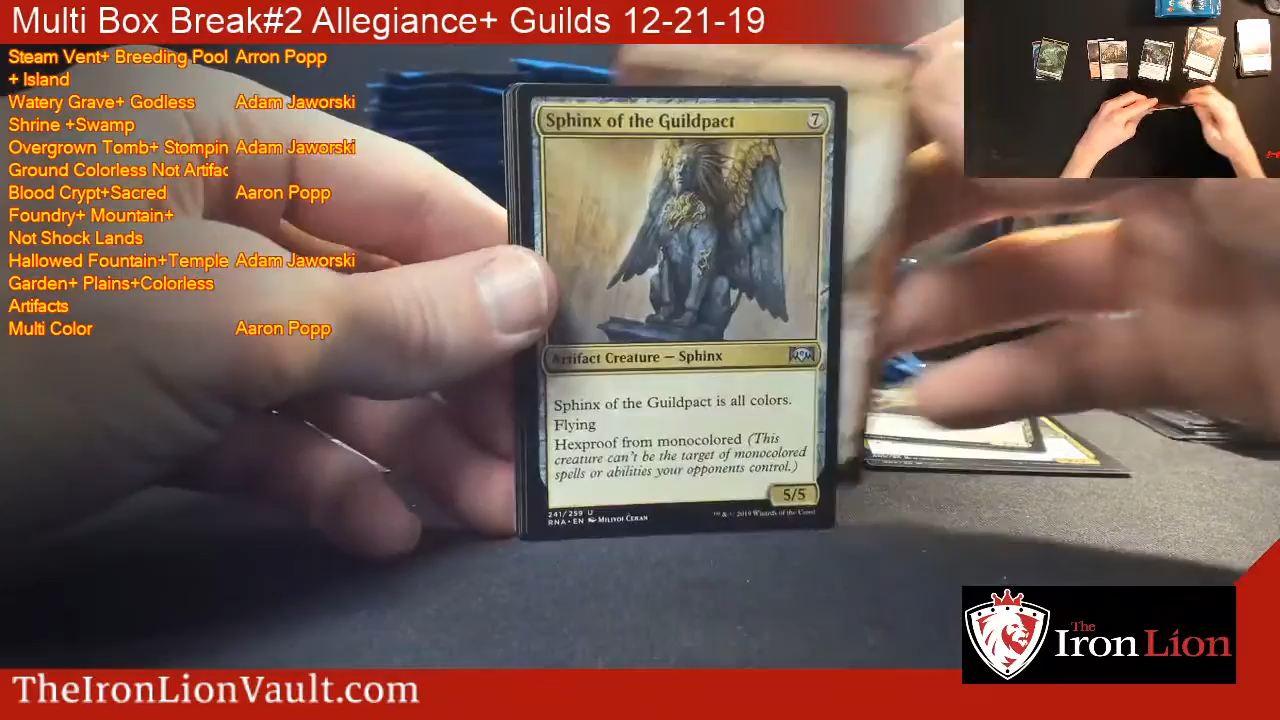 Multi Box Break#2 Allegiance+ Guilds 12-21-19
Steam Vent+ Breeding Pool Arron Popp
+ Island
Watery Grave+ Godless Adam Jaworski
Shrine +Swamp
Overgrown Tomb+ Stompin Adam Jaworski
Ground Colorless Not Artifac
Blood Crypt+Sacred Aaron Popp
Foundry+ Mountain+
Not Shock Lands
Hallowed Fountain+Temple Adam Jaworski
Garden+ Plains+Colorless
Artifacts
Multi Color Aaron Popp
Sphinx of the Guildpact 7
Artifact Creature — Sphinx
Sphinx of the Guildpact is all colors.
Flying
Hexproof from monocolored (This
creature can't be the target of monocolored
spells or abilities your opponents control.)
5/5
241/259 U
RNA • EN Milivoj Ćeran
™ & © 2019 Wizards of the Coast
The
Iron Lion
TheIronLionVault.com